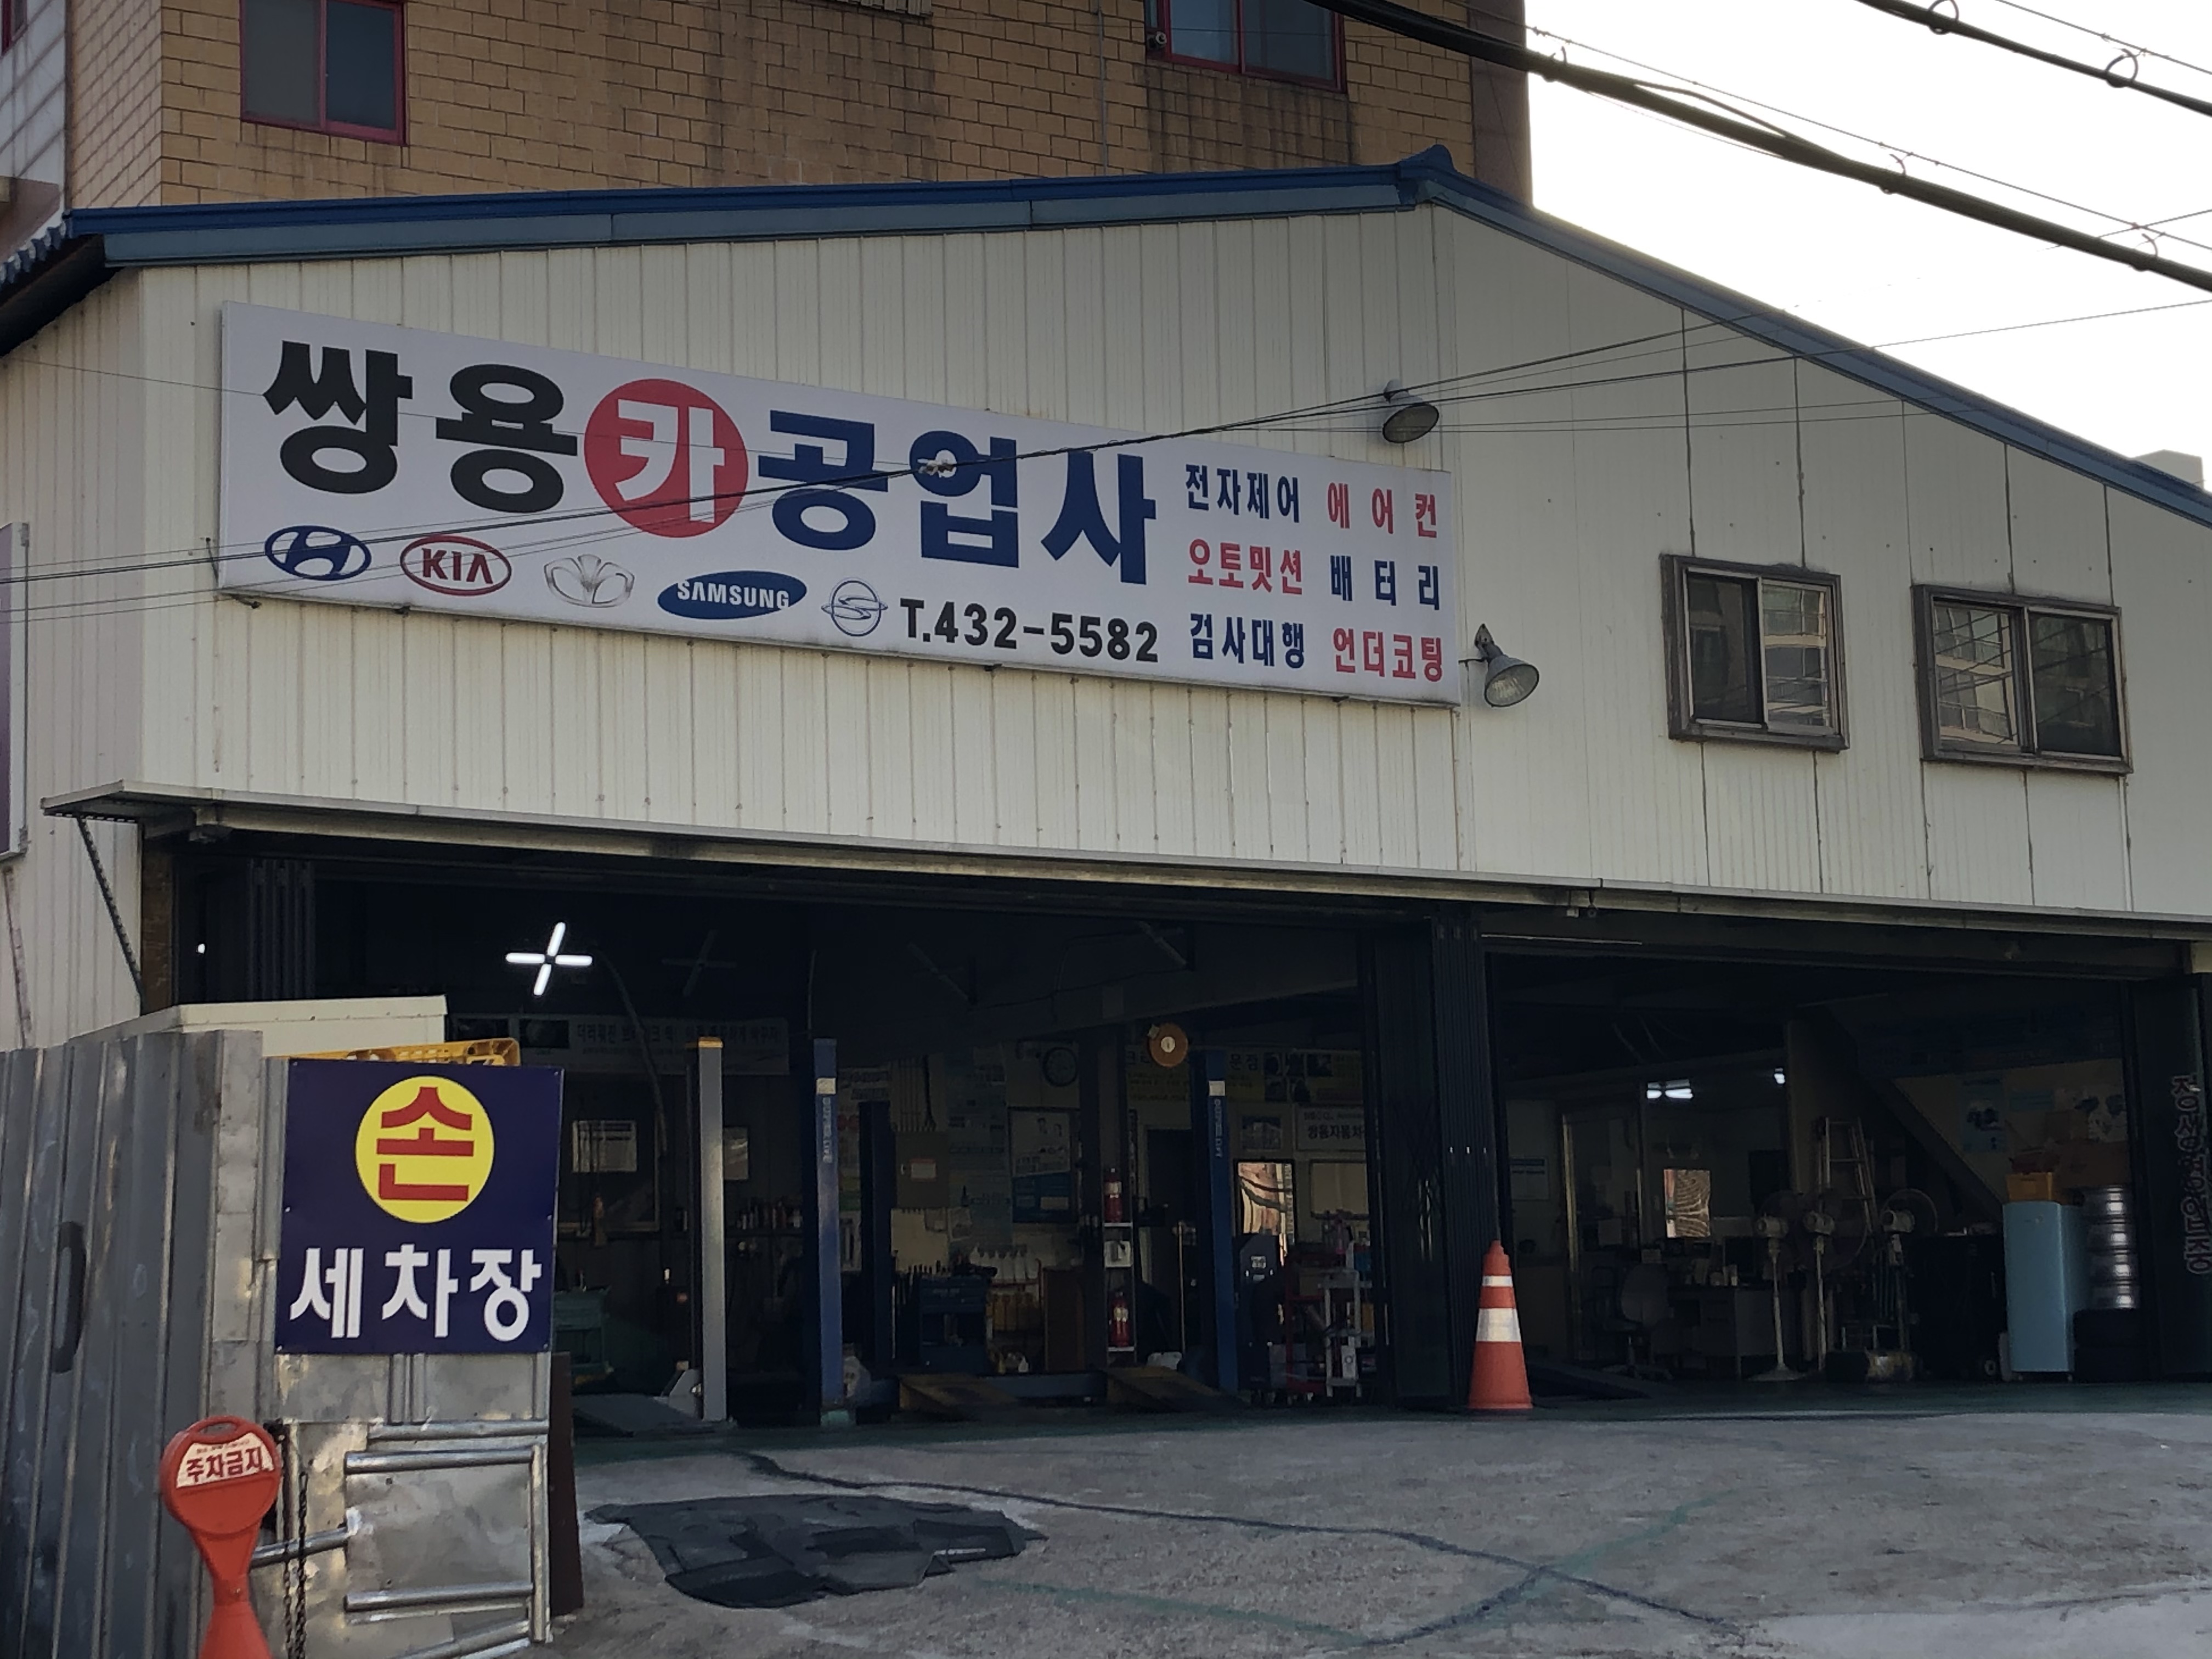 쌍용카공업사
KIA SAMSUNG T.432-5582
전자제어 에어컨
오토밋션 배터리
검사대행 언더코팅
손
세차장
주차금지